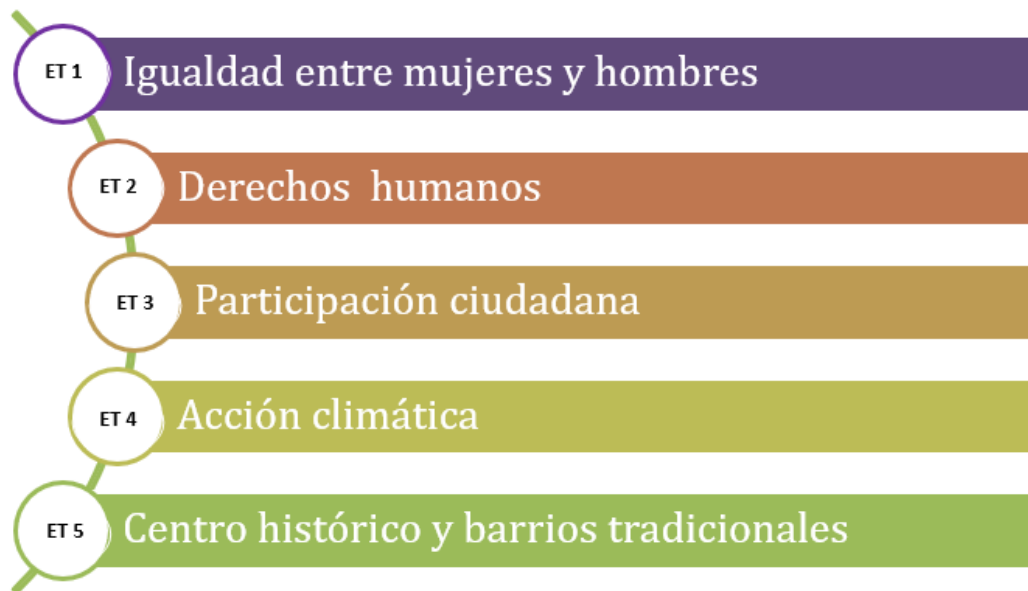 ET 1 Igualdad entre mujeres y hombres
ET 2 Derechos humanos
ET 3 Participación ciudadana
ET 4 Acción climática
ET 5 Centro histórico y barrios tradicionales